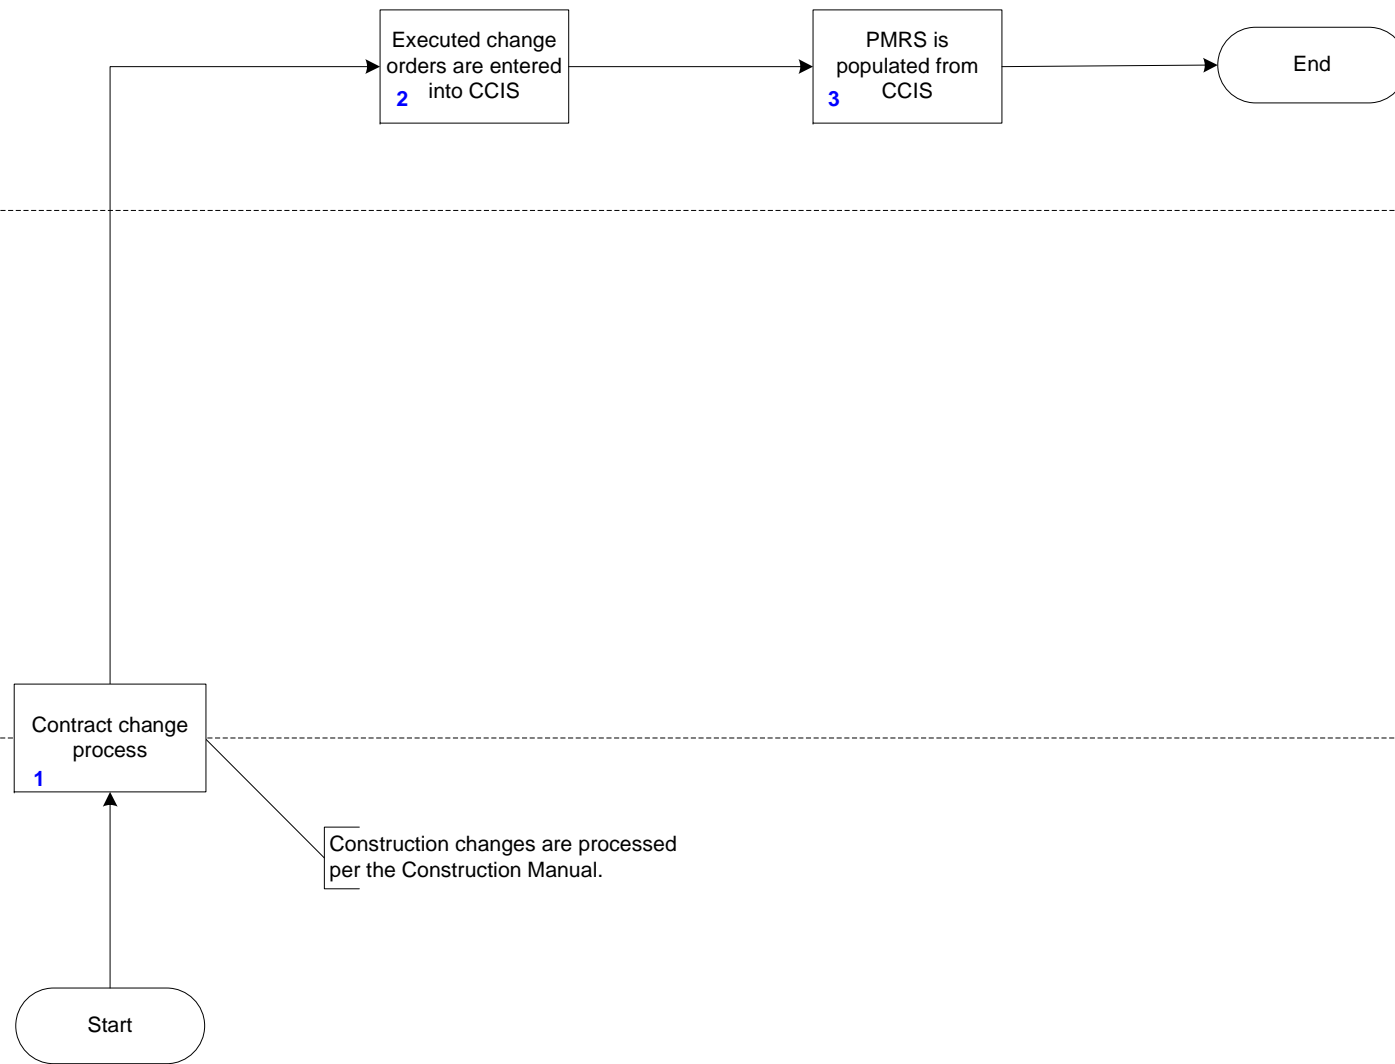 Executed change
orders are entered
2 into CCIS
PMRS is
populated from
3 CCIS
End
Contract change
process
1
Construction changes are processed
per the Construction Manual.
Start